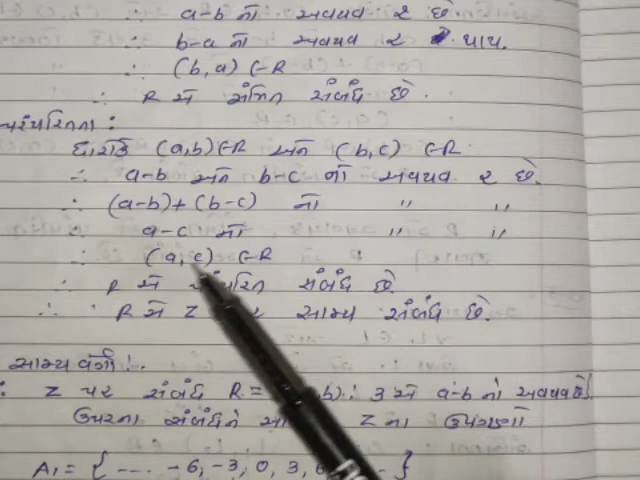 ∴ a-b નો અવયવ ૨ છે.
∴ b-a નો અવયવ ૨ થાય.
∴ (b,a) ∈R
∴ R એ સંમિત સંબંધ છે.
પરંપરિતતા :
ધારોકે (a,b)∈R અને (b,c) ∈R
∴ a-b અને b-c નો અવયવ ૨ છે.
∴ (a-b)+(b-c) નો " "
∴ a-c નો " "
∴ (a,c) ∈R
∴ R એ સંબંધ છે.
∴ R એ Z સામ્ય સંબંધ છે.
સામ્ય વર્ગો :
Z પર સંબંધ R = b) : 3 એ a-b નો અવયવ છે}
ઉપરના સંબંધને Z ના ઉપગણો
A₁ = { --- -6, -3, 0, 3, 6 }